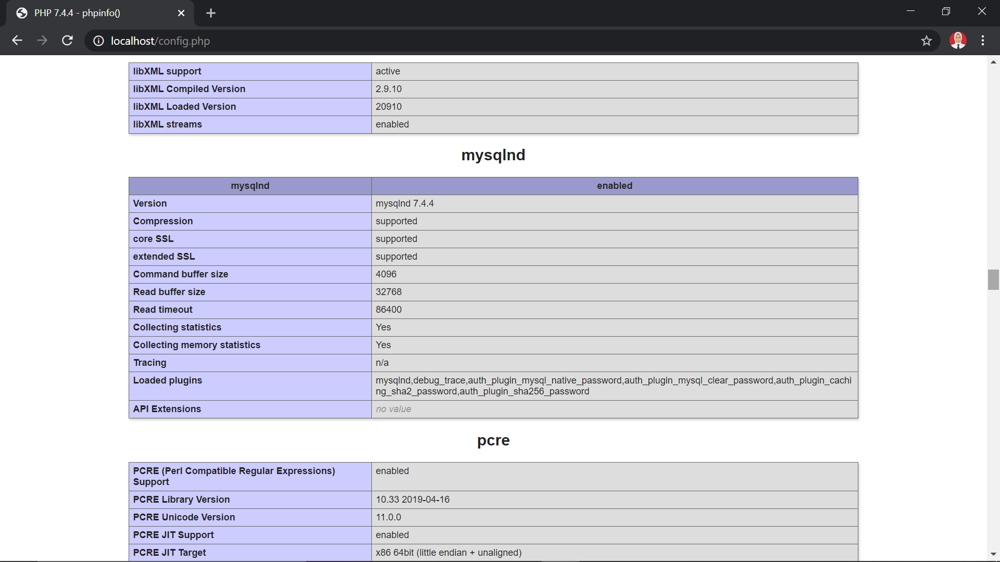 PHP 7.4.4 - phpinfo()
localhost/config.php
libXML support active
libXML Compiled Version 2.9.10
libXML Loaded Version 20910
libXML streams enabled
mysqlnd
mysqlnd enabled
Version mysqlnd 7.4.4
Compression supported
core SSL supported
extended SSL supported
Command buffer size 4096
Read buffer size 32768
Read timeout 86400
Collecting statistics Yes
Collecting memory statistics Yes
Tracing n/a
Loaded plugins mysqlnd,debug_trace,auth_plugin_mysql_native_password,auth_plugin_mysql_clear_password,auth_plugin_cachi
ng_sha2_password,auth_plugin_sha256_password
API Extensions no value
pcre
PCRE (Perl Compatible Regular Expressions) enabled
Support
PCRE Library Version 10.33 2019-04-16
PCRE Unicode Version 11.0.0
PCRE JIT Support enabled
PCRE JIT Target x86 64bit (little endian + unaligned)